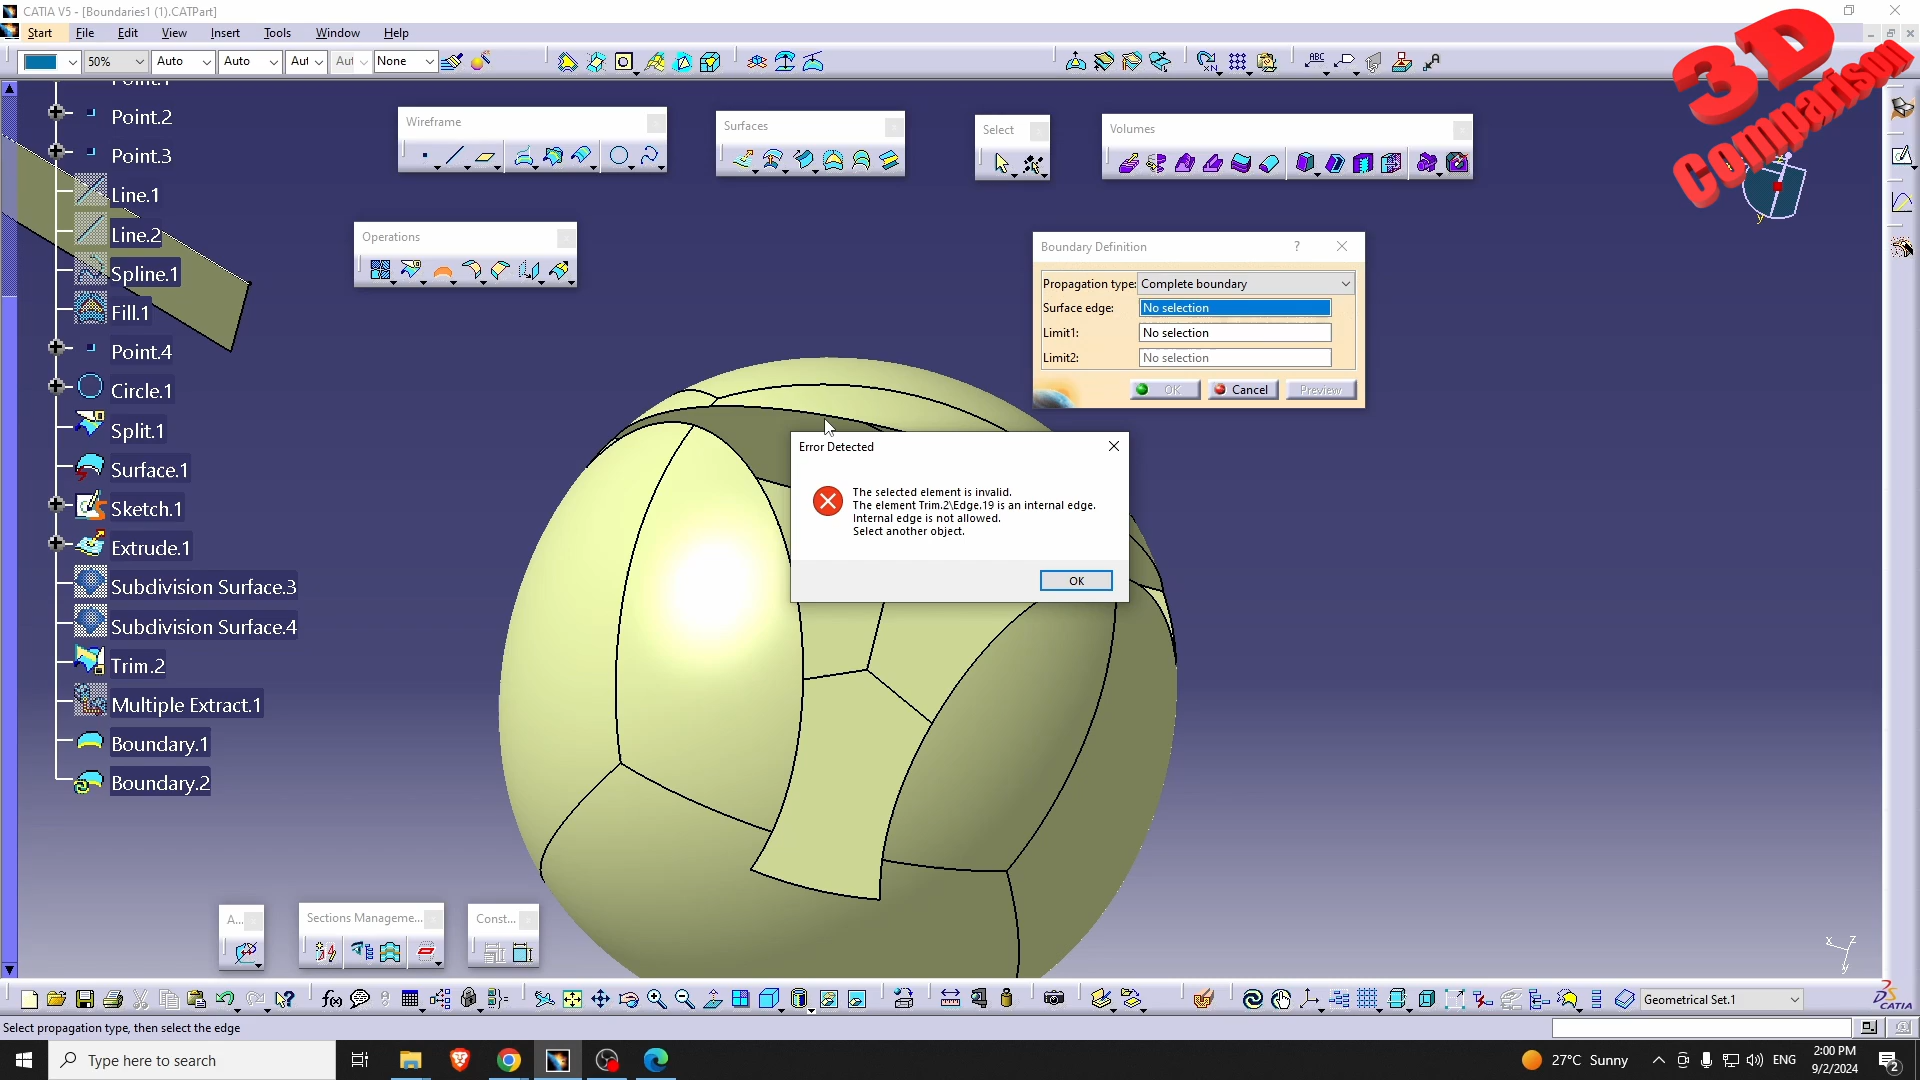 CATIA V5 - [Boundaries1 (1).CATPart]
Start File Edit View Insert Tools Window Help
50% Auto Auto Aut Aut None
3D
Comparison
Point.1
Point.2
Point.3
Line.1
Line.2
Spline.1
Fill.1
Point.4
Circle.1
Split.1
Surface.1
Sketch.1
Extrude.1
Subdivision Surface.3
Subdivision Surface.4
Trim.2
Multiple Extract.1
Boundary.1
Boundary.2
Wireframe
Surfaces
Select
Volumes
Operations
Boundary Definition ?
Propagation type: Complete boundary
Surface edge: No selection
Limit1: No selection
Limit2: No selection
OK Cancel Preview
Error Detected
The selected element is invalid.
The element Trim.2\Edge.19 is an internal edge.
Internal edge is not allowed.
Select another object.
OK
A...
Sections Manageme...
Const...
x z
y
Geometrical Set.1
CATIA
Select propagation type, then select the edge
Type here to search
27°C Sunny
ENG
2:00 PM
9/2/2024
2